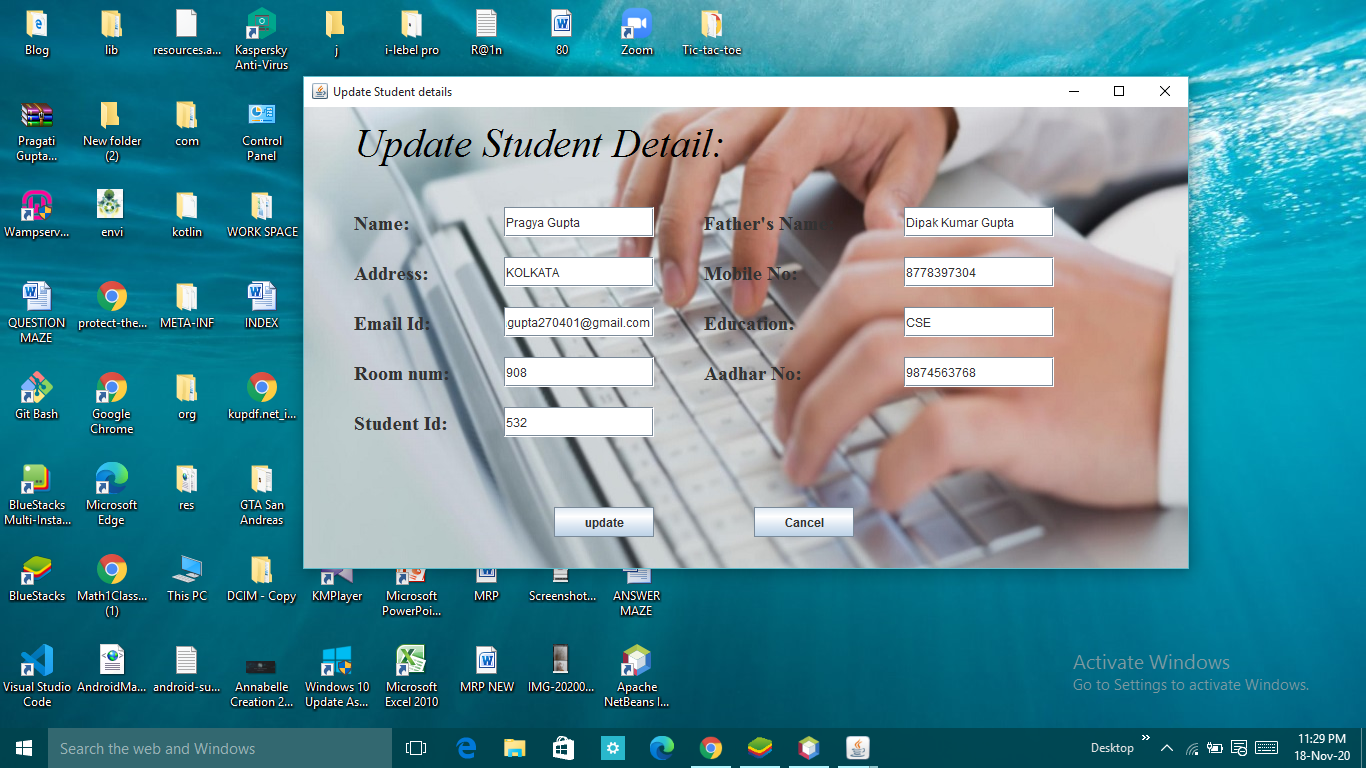 Blog
lib
resources.a...
Kaspersky
Anti-Virus
j
i-lebel pro
R@1n
80
Zoom
Tic-tac-toe
Update Student details
Update Student Detail:
Name:
Pragya Gupta
Father's Name
Dipak Kumar Gupta
Address:
KOLKATA
Mobile No:
8778397304
Email Id:
.gupta270401@gmail.com
Education:
CSE
Room num:
908
Aadhar No:
9874563768
Student Id:
532
update
Cancel
Pragati
Gupta...
New folder
(2)
com
Control
Panel
Wampserv...
envi
kotlin
WORK SPACE
QUESTION
MAZE
protect-the...
META-INF
INDEX
Git Bash
Google
Chrome
org
kupdf.net_i...
BlueStacks
Multi-Insta...
Microsoft
Edge
res
GTA San
Andreas
BlueStacks
Math1Class...
(1)
This PC
DCIM - Copy
KMPlayer
Microsoft
PowerPoi...
MRP
Screenshot...
ANSWER
MAZE
Visual Studio
Code
AndroidMa...
android-su...
Annabelle
Creation 2...
Windows 10
Update As...
Microsoft
Excel 2010
MRP NEW
IMG-20200...
Apache
NetBeans I...
Activate Windows
Go to Settings to activate Windows.
Search the web and Windows
Desktop
11:29 PM
18-Nov-20